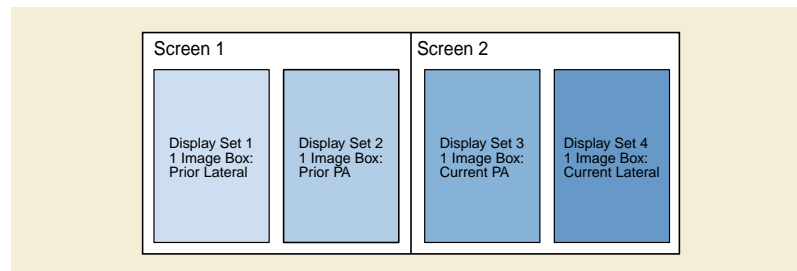 Screen 1
Display Set 1
1 Image Box:
Prior Lateral
Display Set 2
1 Image Box:
Prior PA
Screen 2
Display Set 3
1 Image Box:
Current PA
Display Set 4
1 Image Box:
Current Lateral